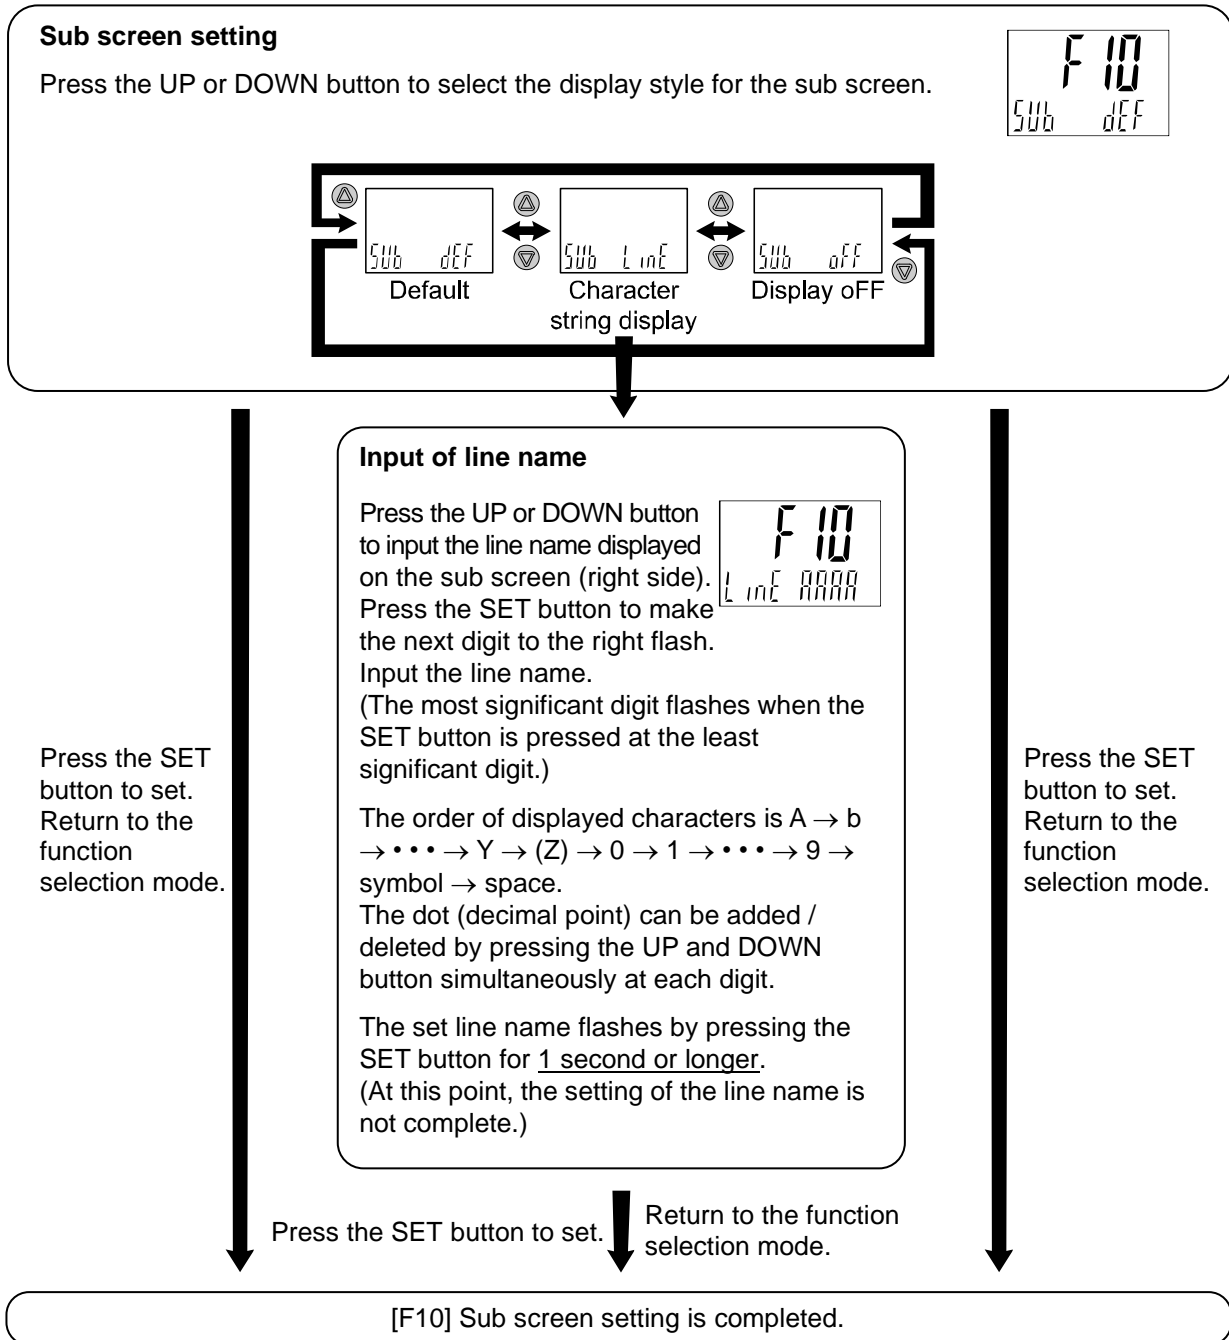 Sub screen setting
Press the UP or DOWN button to select the display style for the sub screen.
F 10
SUb dEF
SUb dEF
SUb LinE
SUb oFF
Default
Character
string display
Display oFF
Input of line name
Press the UP or DOWN button
to input the line name displayed
on the sub screen (right side).
Press the SET button to make
the next digit to the right flash.
Input the line name.
(The most significant digit flashes when the
SET button is pressed at the least
significant digit.)
F 10
LinE AAAA
The order of displayed characters is A → b
→ • • • → Y → (Z) → 0 → 1 → • • • → 9 →
symbol → space.
The dot (decimal point) can be added /
deleted by pressing the UP and DOWN
button simultaneously at each digit.
The set line name flashes by pressing the
SET button for 1 second or longer.
(At this point, the setting of the line name is
not complete.)
Press the SET
button to set.
Return to the
function
selection mode.
Press the SET
button to set.
Return to the
function
selection mode.
Press the SET button to set.
Return to the function
selection mode.
[F10] Sub screen setting is completed.